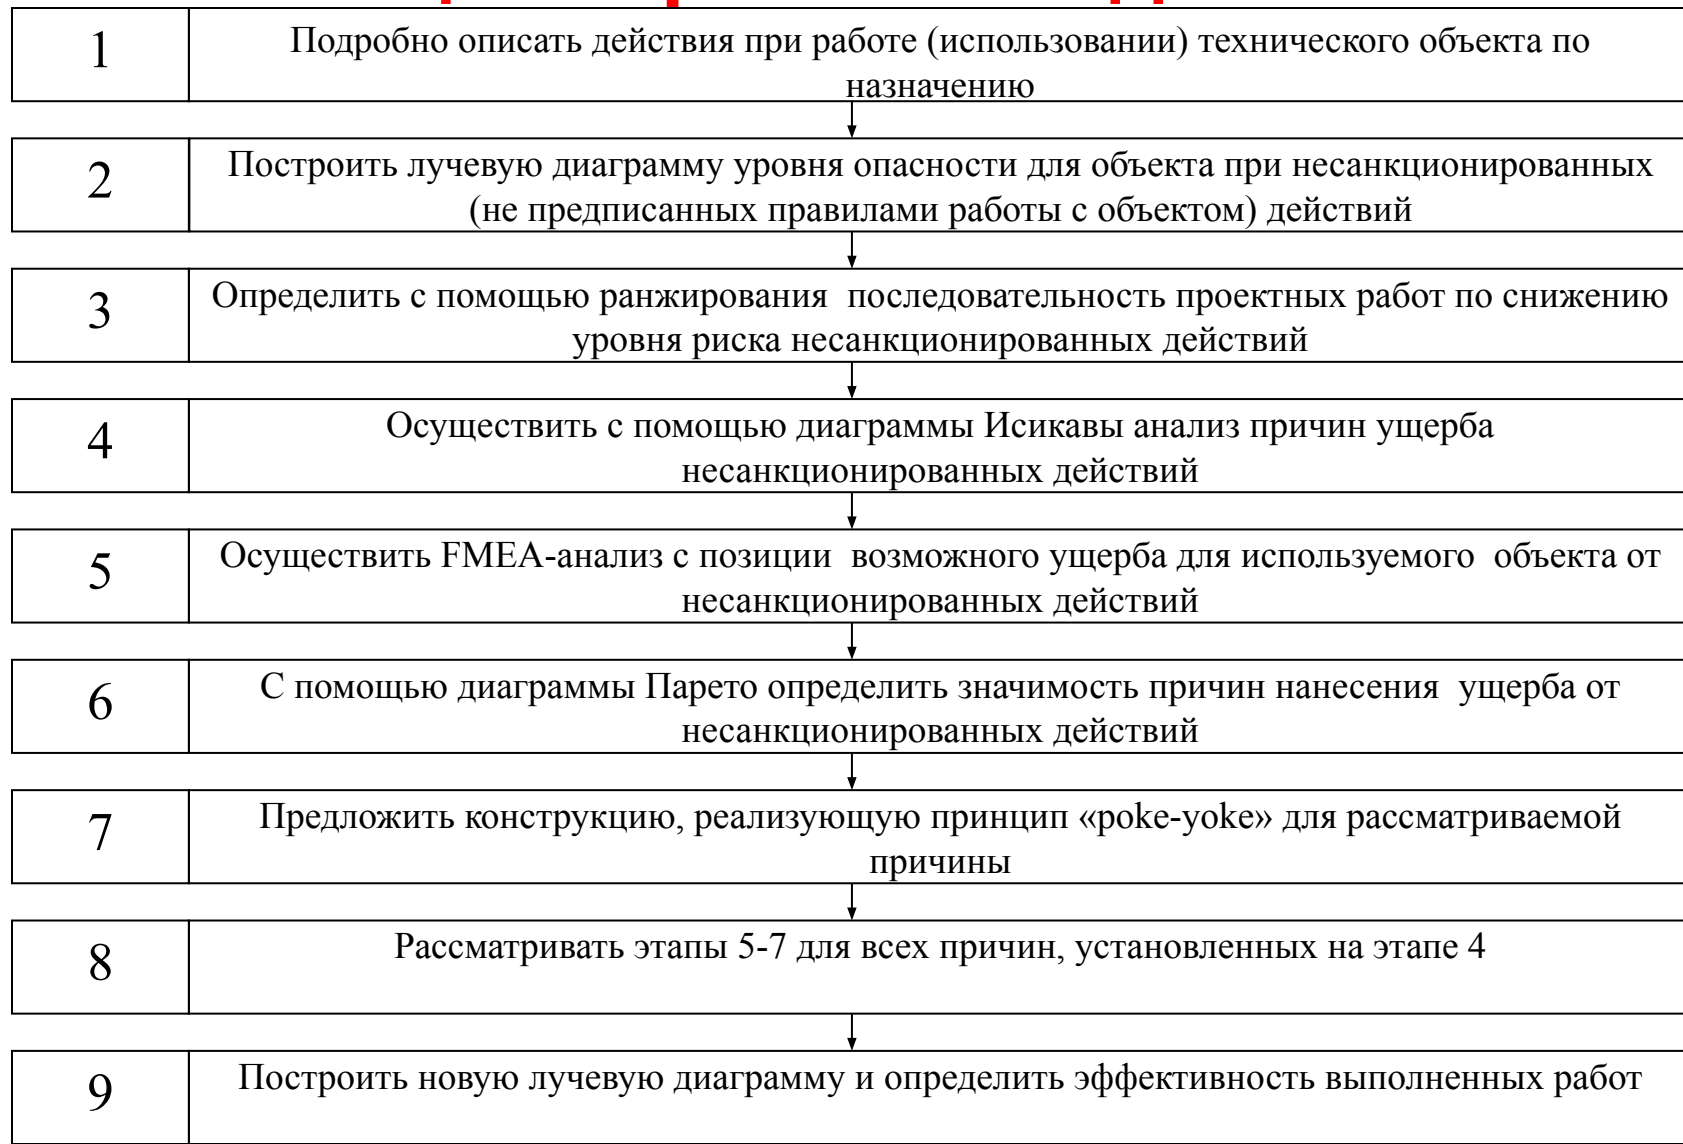 1
Подробно описать действия при работе (использовании) технического объекта по
назначению
2
Построить лучевую диаграмму уровня опасности для объекта при несанкционированных
(не предписанных правилами работы с объектом) действий
3
Определить с помощью ранжирования последовательность проектных работ по снижению
уровня риска несанкционированных действий
4
Осуществить с помощью диаграммы Исикавы анализ причин ущерба
несанкционированных действий
5
Осуществить FMEA-анализ с позиции возможного ущерба для используемого объекта от
несанкционированных действий
6
С помощью диаграммы Парето определить значимость причин нанесения ущерба от
несанкционированных действий
7
Предложить конструкцию, реализующую принцип «poke-yoke» для рассматриваемой
причины
8
Рассматривать этапы 5-7 для всех причин, установленных на этапе 4
9
Построить новую лучевую диаграмму и определить эффективность выполненных работ